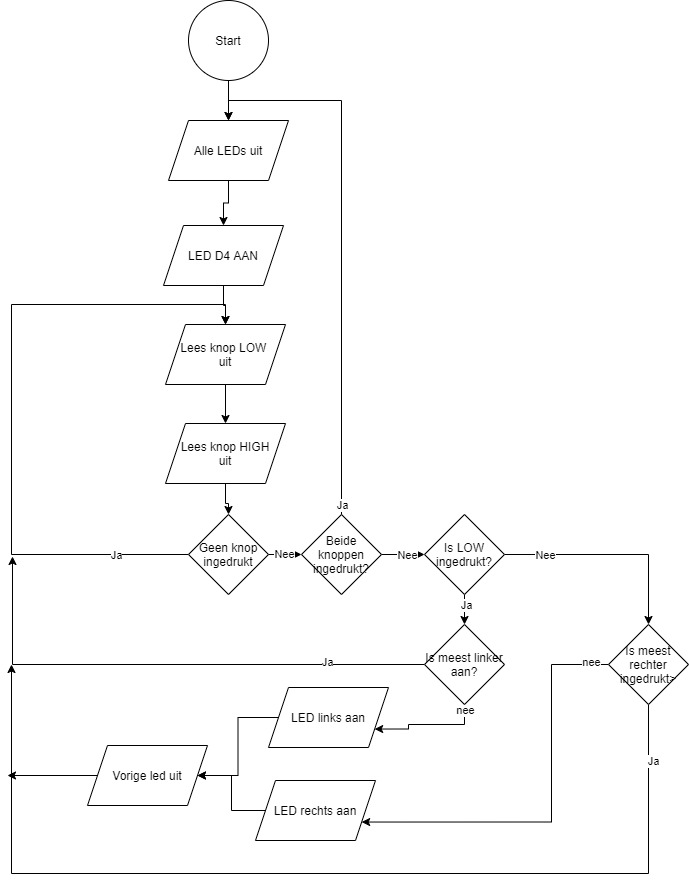 Start
Alle LEDs uit
LED D4 AAN
Lees knop LOW
uit
Lees knop HIGH
uit
Geen knop
ingedrukt
Ja
Nee
Beide
knoppen
ingedrukt?
Ja
Nee
Is LOW
ingedrukt?
Nee
Ja
Is meest linker
aan?
Ja
nee
Is meest
rechter
ingedrukt>
nee
Ja
LED links aan
Vorige led uit
LED rechts aan